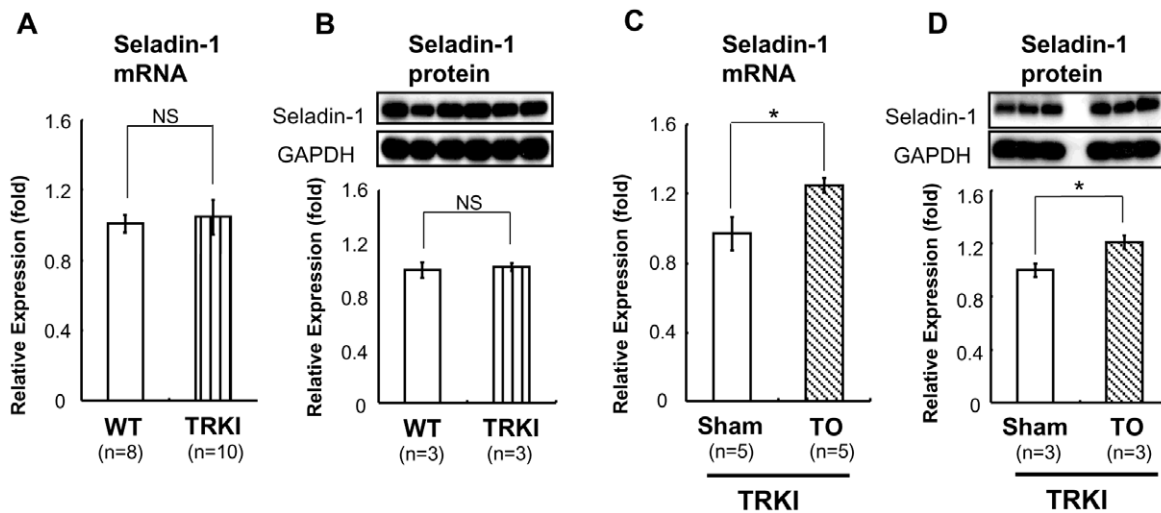 A
Seladin-1
mRNA
Relative Expression (fold)
1.6
1.2
0.8
0.4
0
NS
WT
TRKI
(n=8)
(n=10)
B
Seladin-1
protein
Seladin-1
GAPDH
Relative Expression (fold)
1.6
1.2
0.8
0.4
0
NS
WT
TRKI
(n=3)
(n=3)
C
Seladin-1
mRNA
Relative Expression (fold)
1.6
1.2
0.8
0.4
0
*
Sham
TO
(n=5)
(n=5)
TRKI
D
Seladin-1
protein
Seladin-1
GAPDH
Relative Expression (fold)
1.6
1.2
0.8
0.4
0
*
Sham
TO
(n=3)
(n=3)
TRKI